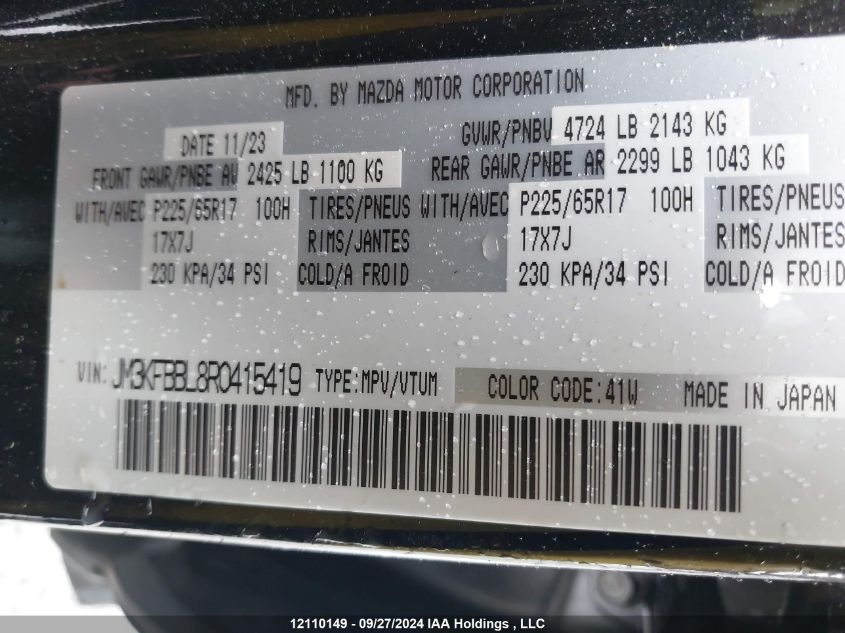 MFD. BY MAZDA MOTOR CORPORATION
DATE 11/23 GVWR/PNBV 4724 LB 2143 KG
FRONT GAWR/PNBE AV 2425 LB 1100 KG REAR GAWR/PNBE AR 2299 LB 1043 KG
WITH/AVEC P225/65R17 100H TIRES/PNEUS WITH/AVEC P225/65R17 100H TIRES/PNEUS
17X7J RIMS/JANTES 17X7J RIMS/JANTES
230 KPA/34 PSI COLD/A FROID 230 KPA/34 PSI COLD/A FROID
VIN: JM3KFBBL8R0415419 TYPE:MPV/VTUM COLOR CODE:41W MADE IN JAPAN
12110149 - 09/27/2024 IAA Holdings , LLC